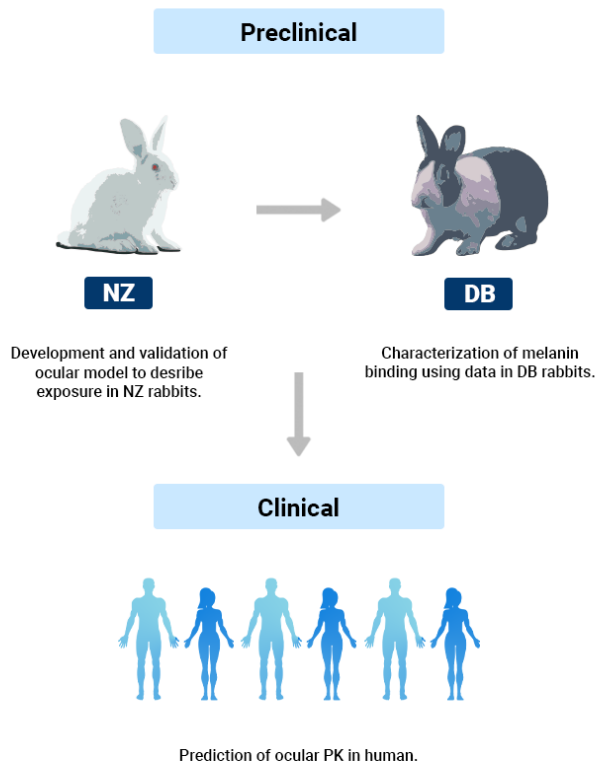 Preclinical
NZ
DB
Development and validation of
ocular model to desribe
exposure in NZ rabbits.
Characterization of melanin
binding using data in DB rabbits.
Clinical
Prediction of ocular PK in human.